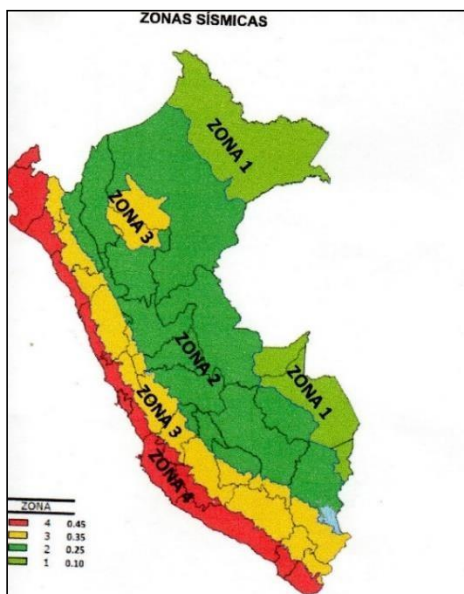 ZONAS SÍSMICAS
ZONA 1
ZONA 3
ZONA 2
ZONA 1
ZONA 3
ZONA 4
ZONA
4 0.45
3 0.35
2 0.25
1 0.10